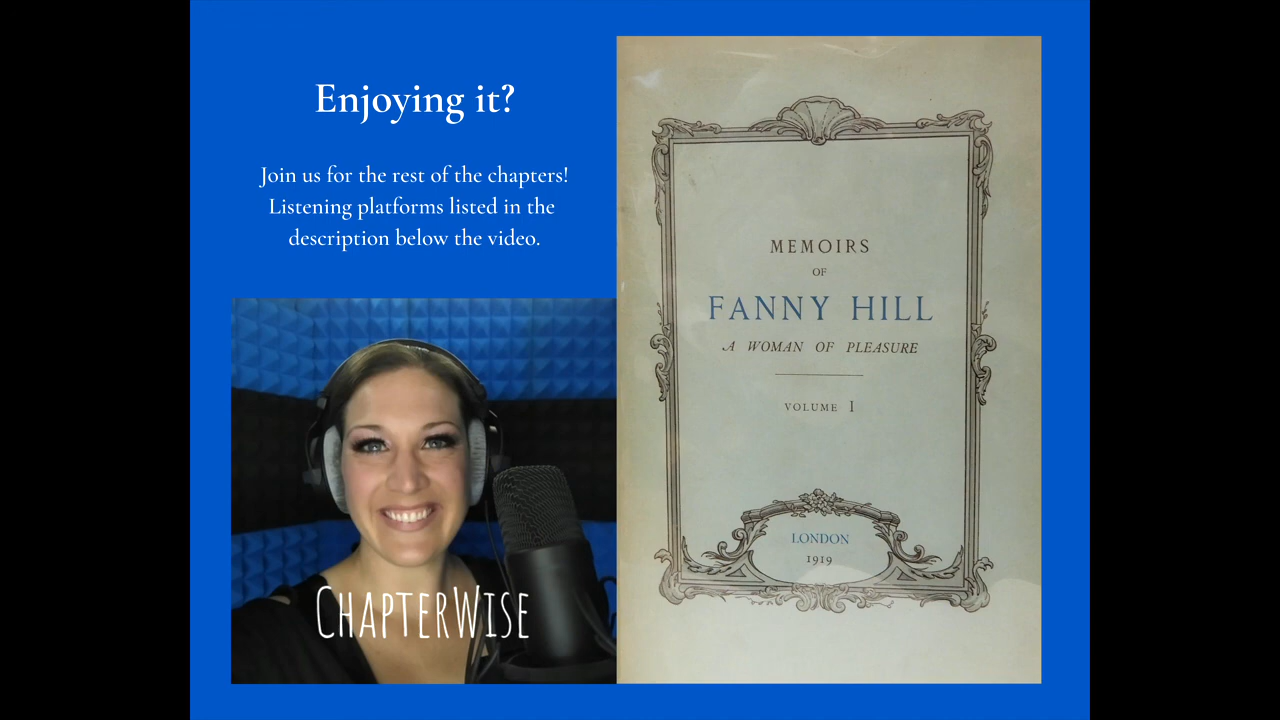 Enjoying it?
Join us for the rest of the chapters!
Listening platforms listed in the
description below the video.
CHAPTERWISE
MEMOIRS
OF
FANNY HILL
A WOMAN OF PLEASURE
VOLUME I
LONDON
1919